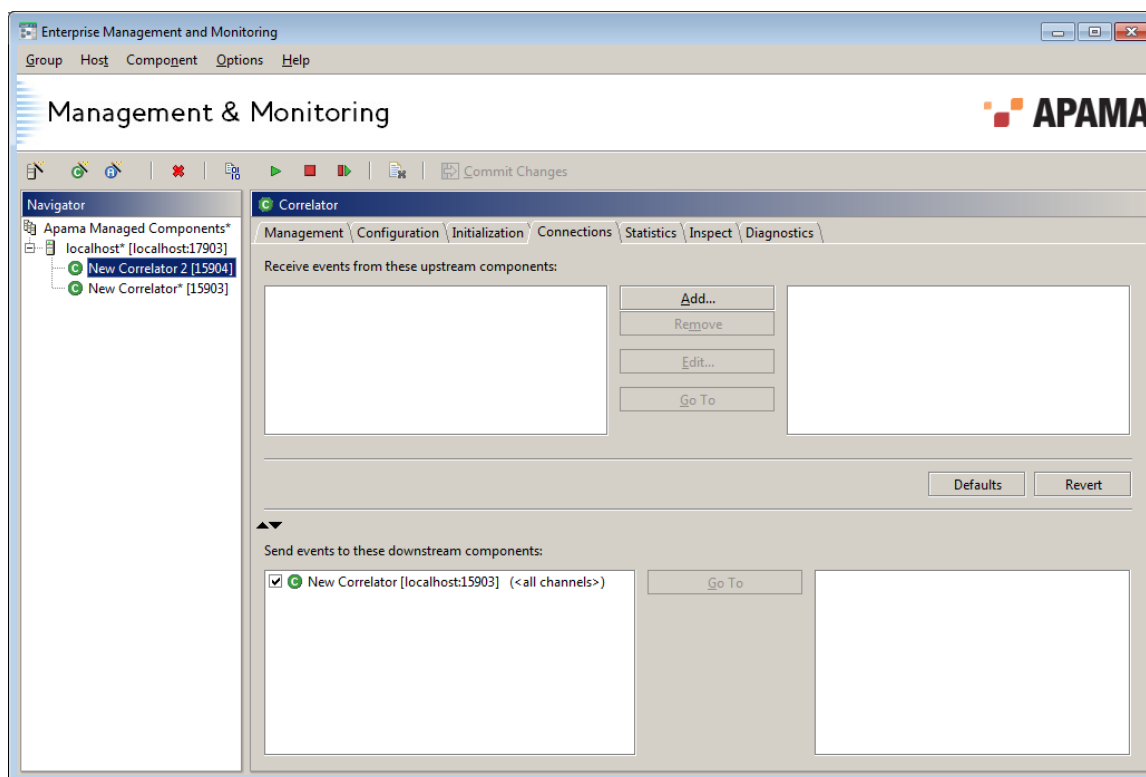 Enterprise Management and Monitoring
Group Host Component Options Help
Management & Monitoring
APAMA
Commit Changes
Navigator
Apama Managed Components*
localhost* [localhost:17903]
New Correlator 2 [15904]
New Correlator* [15903]
Correlator
Management Configuration Initialization Connections Statistics Inspect Diagnostics
Receive events from these upstream components:
Add...
Remove
Edit...
Go To
Defaults Revert
Send events to these downstream components:
New Correlator [localhost:15903] (<all channels>)
Go To